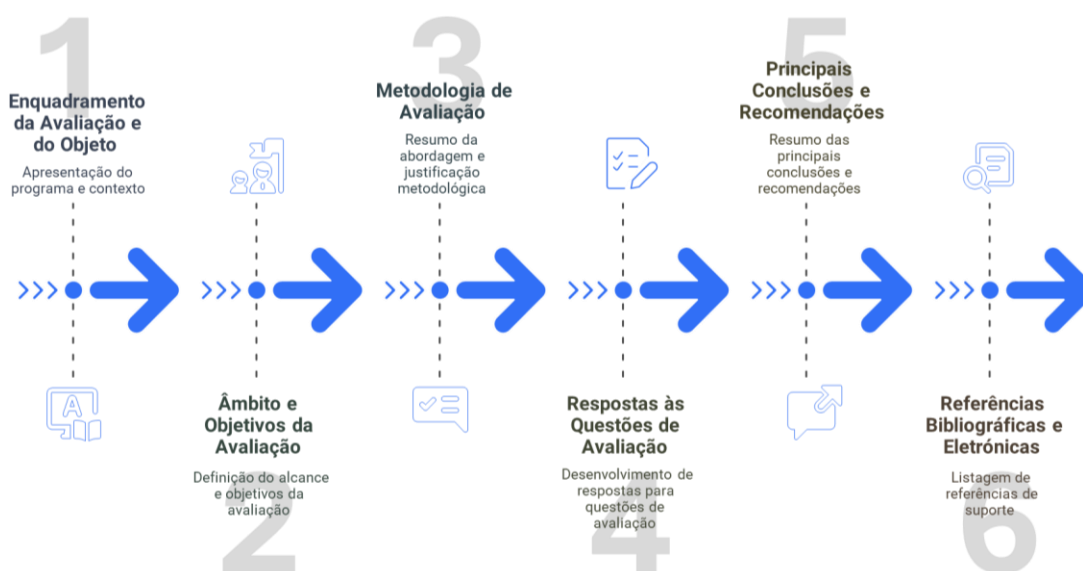 1
Enquadramento
da Avaliação e
do Objeto
Apresentação do
programa e contexto
2
Âmbito e
Objetivos da
Avaliação
Definição do alcance
e objetivos da
avaliação
3
Metodologia de
Avaliação
Resumo da
abordagem e
justificação
metodológica
4
Respostas às
Questões de
Avaliação
Desenvolvimento de
respostas para
questões de
avaliação
5
Principais
Conclusões e
Recomendações
Resumo das
principais
conclusões e
recomendações
6
Referências
Bibliográficas e
Eletrónicas
Listagem de
referências de
suporte
A